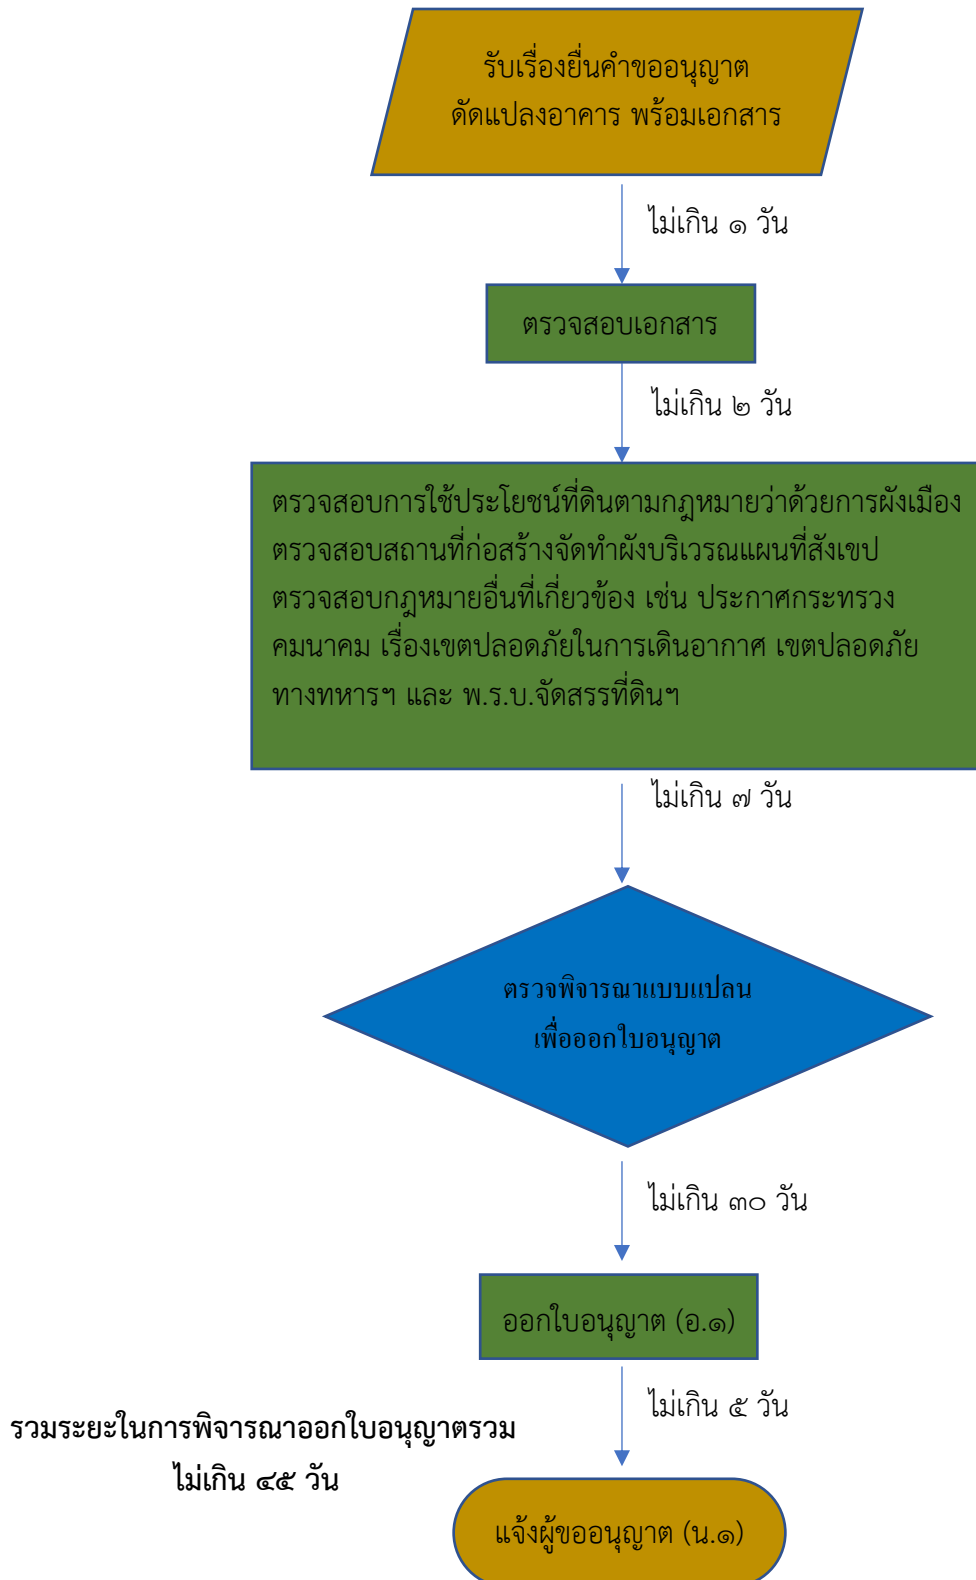 รับเรื่องยื่นคำขออนุญาต
ดัดแปลงอาคาร พร้อมเอกสาร
ไม่เกิน ๑ วัน
ตรวจสอบเอกสาร
ไม่เกิน ๒ วัน
ตรวจสอบการใช้ประโยชน์ที่ดินตามกฎหมายว่าด้วยการผังเมือง
ตรวจสอบสถานที่ก่อสร้างจัดทำผังบริเวรณแผนที่สังเขป
ตรวจสอบกฎหมายอื่นที่เกี่ยวข้อง เช่น ประกาศกระทรวง
คมนาคม เรื่องเขตปลอดภัยในการเดินอากาศ เขตปลอดภัย
ทางทหารฯ และ พ.ร.บ.จัดสรรที่ดินฯ
ไม่เกิน ๗ วัน
ตรวจพิจารณาแบบแปลน
เพื่อออกใบอนุญาต
ไม่เกิน ๓๐ วัน
ออกใบอนุญาต (อ.๑)
ไม่เกิน ๕ วัน
รวมระยะในการพิจารณาออกใบอนุญาตรวม
ไม่เกิน ๔๕ วัน
แจ้งผู้ขออนุญาต (น.๑)